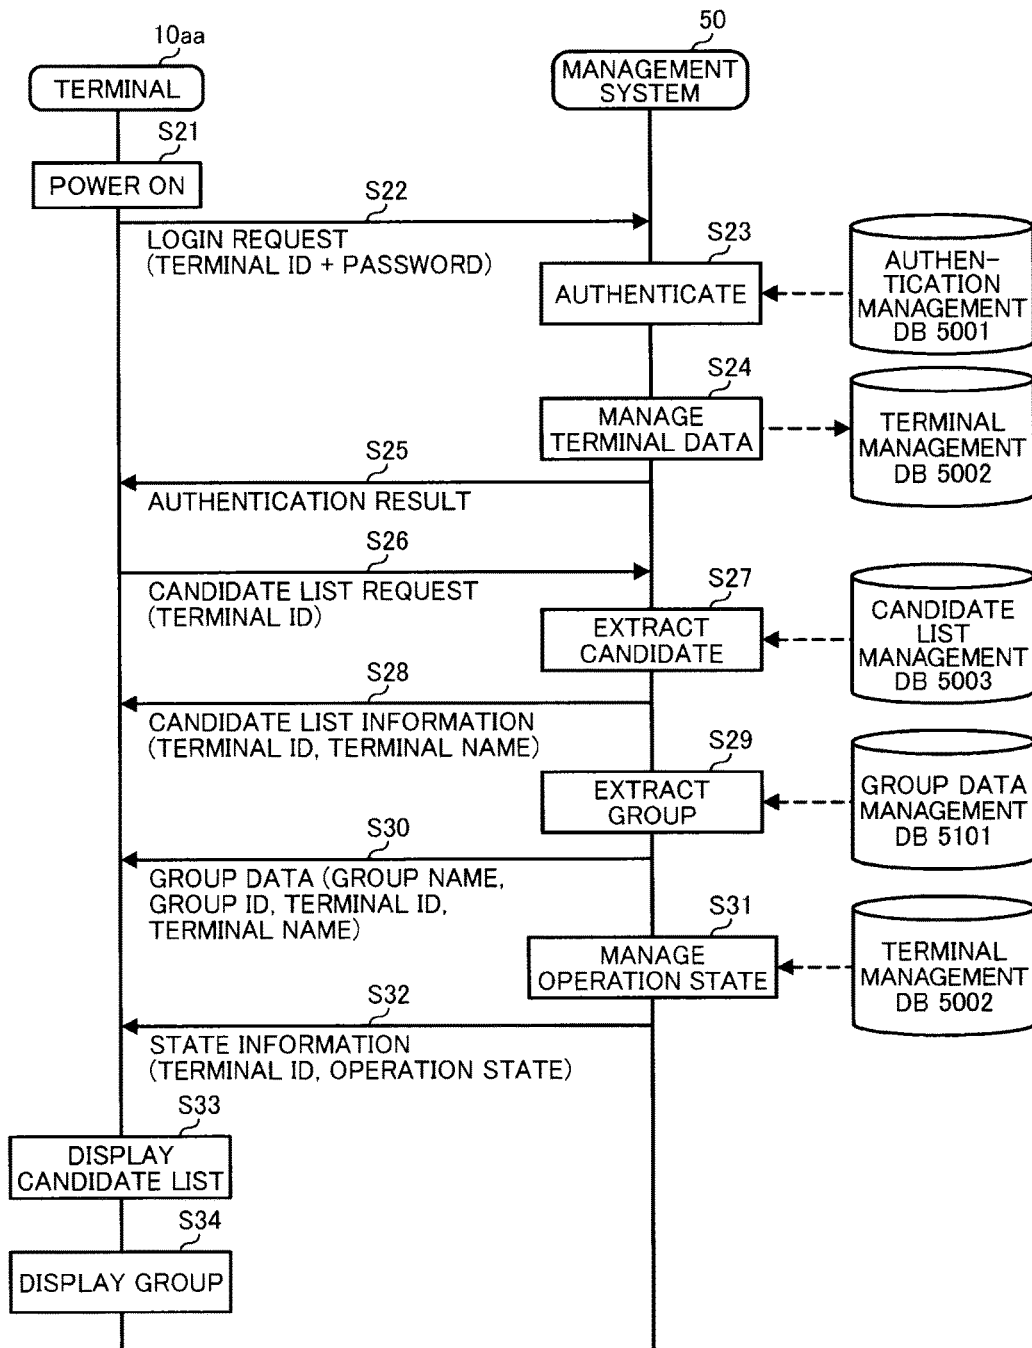 10aa
50
TERMINAL
MANAGEMENT
SYSTEM
S21
POWER ON
S22
LOGIN REQUEST
(TERMINAL ID + PASSWORD)
S23
AUTHENTICATE
AUTHEN-
TICATION
MANAGEMENT
DB 5001
S24
MANAGE
TERMINAL DATA
TERMINAL
MANAGEMENT
DB 5002
S25
AUTHENTICATION RESULT
S26
CANDIDATE LIST REQUEST
(TERMINAL ID)
S27
EXTRACT
CANDIDATE
CANDIDATE
LIST
MANAGEMENT
DB 5003
S28
CANDIDATE LIST INFORMATION
(TERMINAL ID, TERMINAL NAME)
S29
EXTRACT
GROUP
GROUP DATA
MANAGEMENT
DB 5101
S30
GROUP DATA (GROUP NAME,
GROUP ID, TERMINAL ID,
TERMINAL NAME)
S31
MANAGE
OPERATION STATE
TERMINAL
MANAGEMENT
DB 5002
S32
STATE INFORMATION
(TERMINAL ID, OPERATION STATE)
S33
DISPLAY
CANDIDATE LIST
S34
DISPLAY GROUP